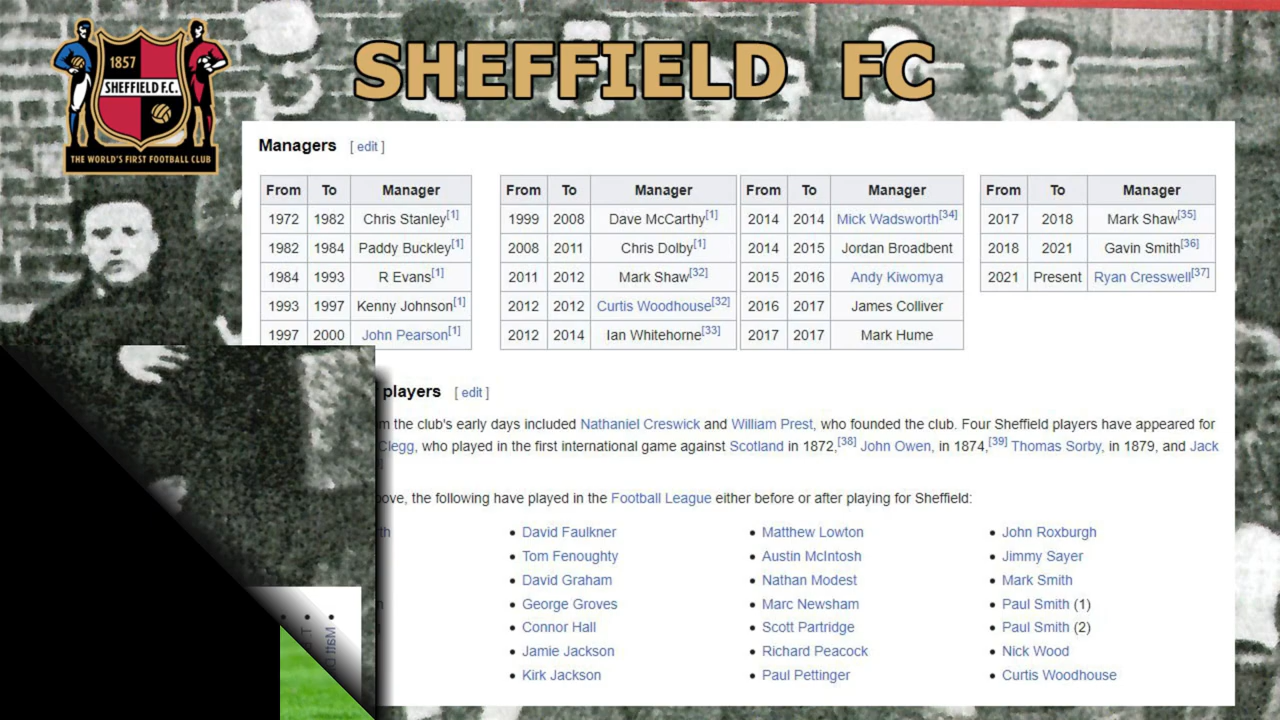 SHEFFIELD FC
1857
SHEFFIELD F.C.
THE WORLD'S FIRST FOOTBALL CLUB
Managers [ edit ]
From To Manager
1972 1982 Chris Stanley[1]
1982 1984 Paddy Buckley[1]
1984 1993 R Evans[1]
1993 1997 Kenny Johnson[1]
1997 2000 John Pearson[1]
From To Manager
1999 2008 Dave McCarthy[1]
2008 2011 Chris Dolby[1]
2011 2012 Mark Shaw[32]
2012 2012 Curtis Woodhouse[32]
2012 2014 Ian Whitehorne[33]
From To Manager
2014 2014 Mick Wadsworth[34]
2014 2015 Jordan Broadbent
2015 2016 Andy Kiwomya
2016 2017 James Colliver
2017 2017 Mark Hume
From To Manager
2017 2018 Mark Shaw[35]
2018 2021 Gavin Smith[36]
2021 Present Ryan Cresswell[37]
players [ edit ]
the club's early days included Nathaniel Creswick and William Prest, who founded the club. Four Sheffield players have appeared for
Clegg, who played in the first international game against Scotland in 1872,[38] John Owen, in 1874,[39] Thomas Sorby, in 1879, and Jack
the following have played in the Football League either before or after playing for Sheffield:
• David Faulkner
• Tom Fenoughty
• David Graham
• George Groves
• Connor Hall
• Jamie Jackson
• Kirk Jackson
• Matthew Lowton
• Austin McIntosh
• Nathan Modest
• Marc Newsham
• Scott Partridge
• Richard Peacock
• Paul Pettinger
• John Roxburgh
• Jimmy Sayer
• Mark Smith
• Paul Smith (1)
• Paul Smith (2)
• Nick Wood
• Curtis Woodhouse